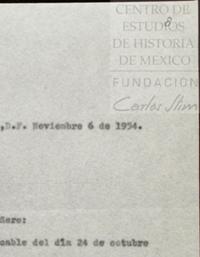 CENTRO DE
ESTUDIOS
DE HISTORIA
DE MEXICO
FUNDACION
Carlos Slim
,D.F. Noviembre 6 de 1954.
ñero:
cable del día 24 de octubre